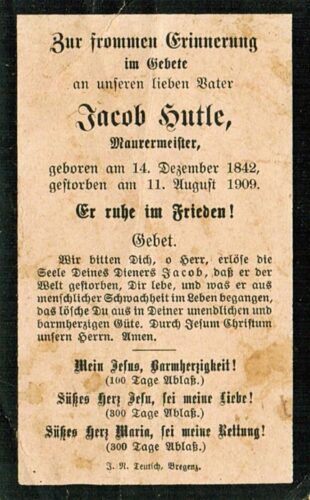 Zur frommen Erinnerung
im Gebete
an unseren lieben Vater
Jacob Hutle,
Maurermeister,
geboren am 14. Dezember 1842,
gestorben am 11. August 1909.
Er ruhe im Frieden!
Gebet.
Wir bitten Dich, o Herr, erlöse die
Seele Deines Dieners Jacob, daß er der
Welt gestorben, Dir lebe, und was er aus
menschlicher Schwachheit im Leben begangen,
das lösche Du aus in Deiner unendlichen und
barmherzigen Güte. Durch Jesum Christum
unsern Herrn. Amen.
Mein Jesus, Barmherzigkeit!
(100 Tage Ablaß.)
Süßes Herz Jesu, sei meine Liebe!
(300 Tage Ablaß.)
Süßes Herz Maria, sei meine Rettung!
(300 Tage Ablaß.)
J. N. Teutsch, Bregenz.